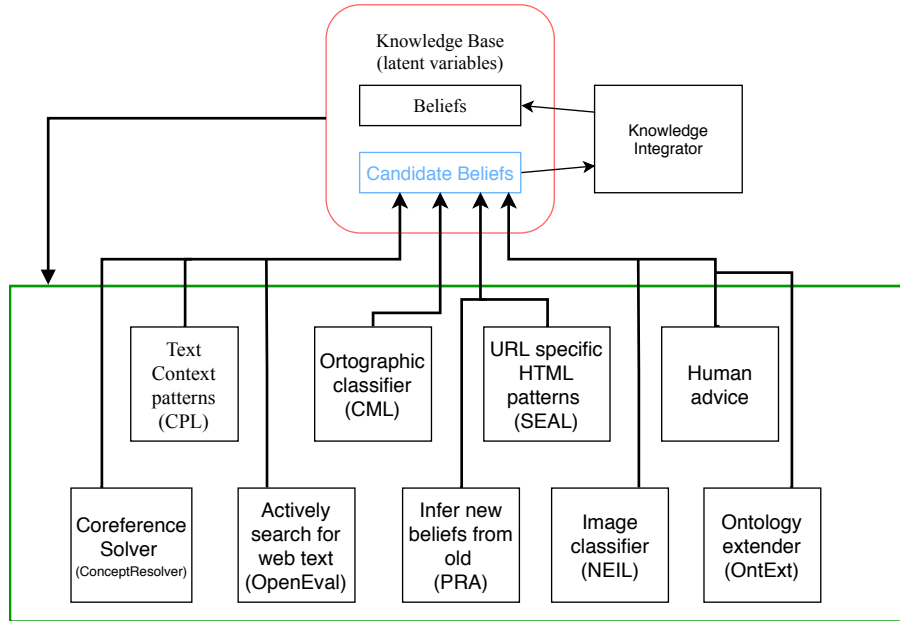 Knowledge Base
(latent variables)
Beliefs
Knowledge
Integrator
Candidate Beliefs
Text
Context
patterns
(CPL)
Ortographic
classifier
(CML)
URL specific
HTML
patterns
(SEAL)
Human
advice
Coreference
Solver
(ConceptResolver)
Actively
search for
web text
(OpenEval)
Infer new
beliefs from
old
(PRA)
Image
classifier
(NEIL)
Ontology
extender
(OntExt)